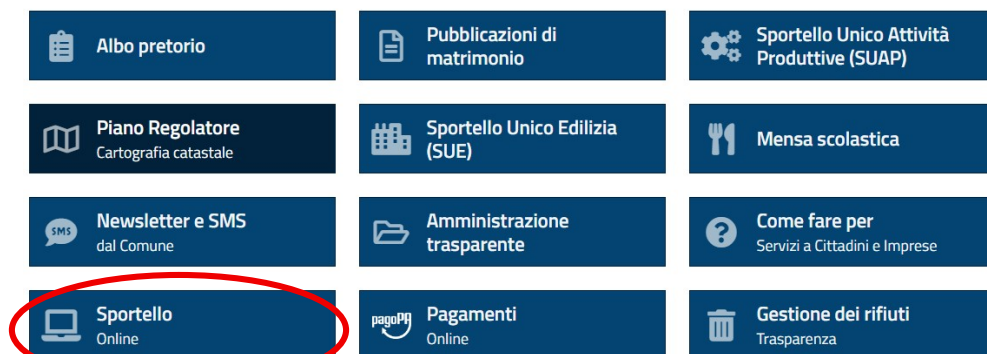 Albo pretorio
Pubblicazioni di
matrimonio
Sportello Unico Attività
Produttive (SUAP)
Piano Regolatore
Cartografia catastale
Sportello Unico Edilizia
(SUE)
Mensa scolastica
SMS
Newsletter e SMS
dal Comune
Amministrazione
trasparente
Come fare per
Servizi a Cittadini e Imprese
Sportello
Online
pagoPA
Pagamenti
Online
Gestione dei rifiuti
Trasparenza